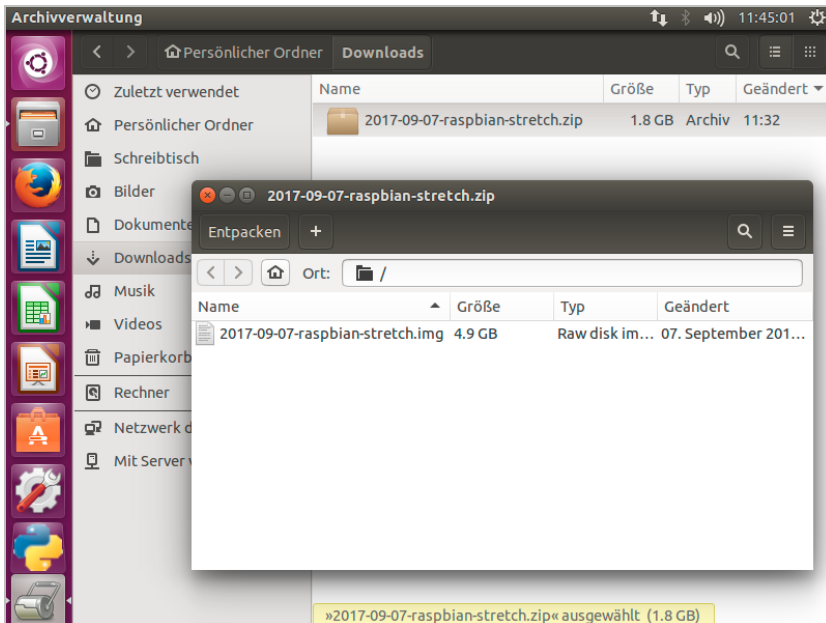 Archivverwaltung 11:45:01
Persönlicher Ordner Downloads
Zuletzt verwendet
Persönlicher Ordner
Schreibtisch
Bilder
Dokumente
Downloads
Musik
Videos
Papierkorb
Rechner
Netzwerk d
Mit Server v
Name Größe Typ Geändert
2017-09-07-raspbian-stretch.zip 1.8 GB Archiv 11:32
2017-09-07-raspbian-stretch.zip
Entpacken +
Ort: /
Name Größe Typ Geändert
2017-09-07-raspbian-stretch.img 4.9 GB Raw disk im… 07. September 201…
»2017-09-07-raspbian-stretch.zip« ausgewählt (1.8 GB)